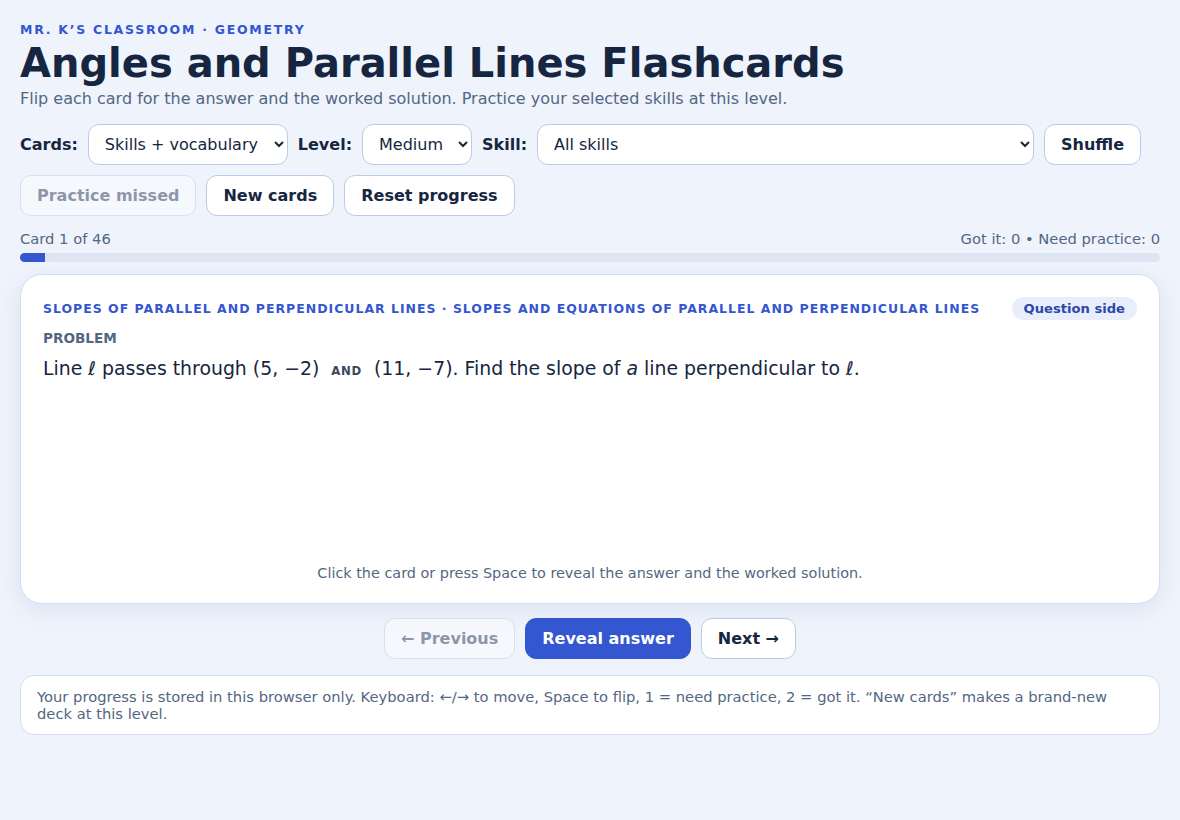 MR. K’S CLASSROOM · GEOMETRY
Angles and Parallel Lines Flashcards
Flip each card for the answer and the worked solution. Practice your selected skills at this level.
Cards: Skills + vocabulary Level: Medium Skill: All skills Shuffle
Practice missed New cards Reset progress
Card 1 of 46 Got it: 0 • Need practice: 0
SLOPES OF PARALLEL AND PERPENDICULAR LINES · SLOPES AND EQUATIONS OF PARALLEL AND PERPENDICULAR LINES Question side
PROBLEM
Line ℓ passes through (5, −2) AND (11, −7). Find the slope of a line perpendicular to ℓ.
Click the card or press Space to reveal the answer and the worked solution.
← Previous Reveal answer Next →
Your progress is stored in this browser only. Keyboard: ←/→ to move, Space to flip, 1 = need practice, 2 = got it. “New cards” makes a brand-new
deck at this level.